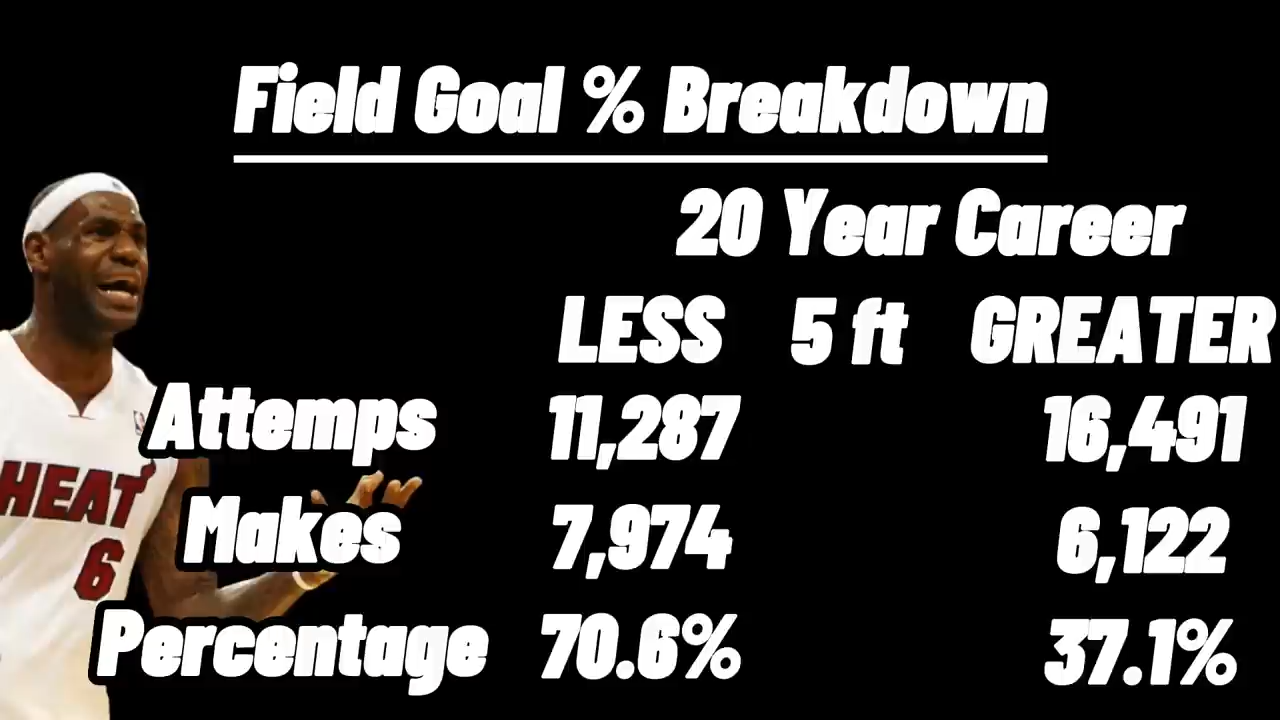 Field Goal % Breakdown
20 Year Career
LESS 5 ft GREATER
Attemps 11,287 16,491
Makes 7,974 6,122
Percentage 70.6% 37.1%
HEAT
6